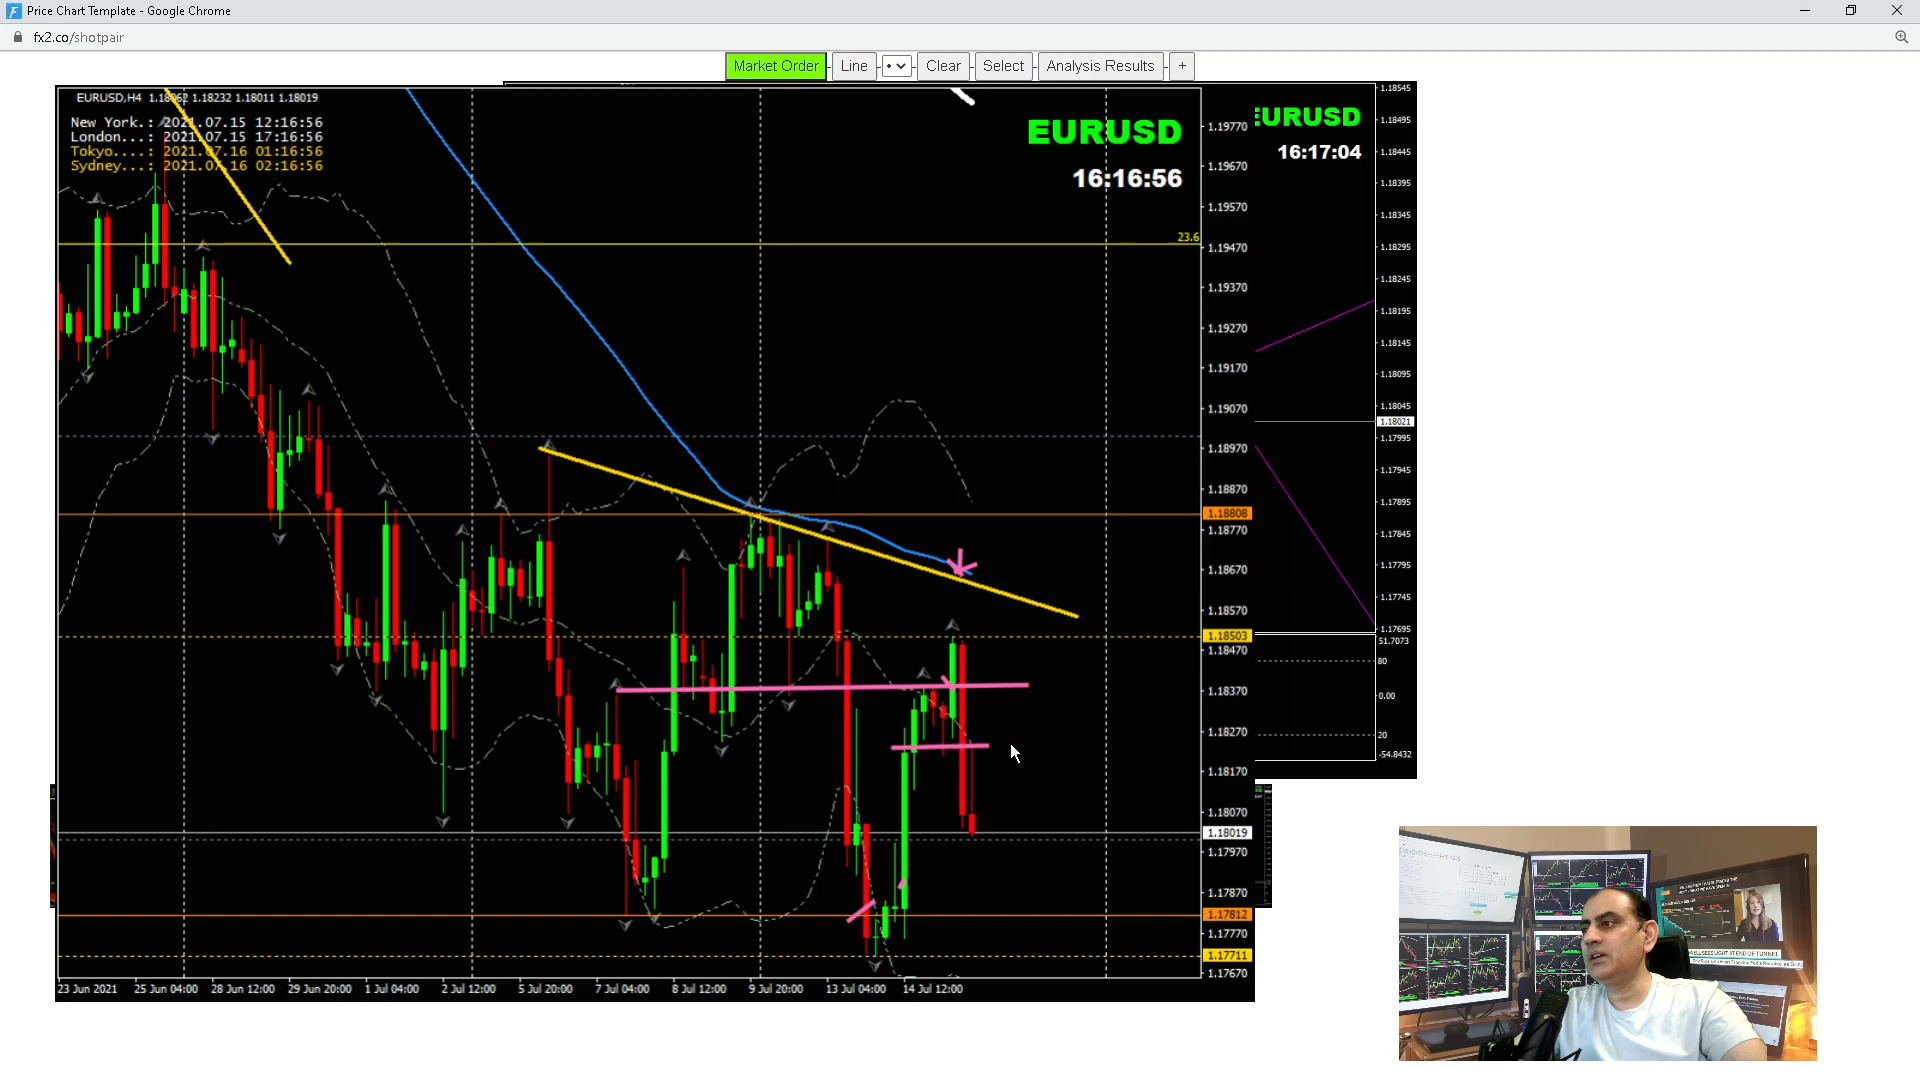 Price Chart Template - Google Chrome
fx2.co/shotpair
Market Order
Line
Clear
Select
Analysis Results
+
EURUSD,H4 1.18062 1.18232 1.18011 1.18019
New York.: 2021.07.15 12:16:56
London...: 2021.07.15 17:16:56
Tokyo....: 2021.07.16 01:16:56
Sydney...: 2021.07.16 02:16:56
EURUSD
16:16:56
23.6
1.19770
1.19670
1.19570
1.19470
1.19370
1.19270
1.19170
1.19070
1.18970
1.18870
1.18808
1.18770
1.18670
1.18570
1.18503
1.18470
1.18370
1.18270
1.18170
1.18070
1.18019
1.17970
1.17870
1.17812
1.17770
1.17711
1.17670
23 Jun 2021
25 Jun 04:00
28 Jun 12:00
29 Jun 20:00
1 Jul 04:00
2 Jul 12:00
5 Jul 20:00
7 Jul 04:00
8 Jul 12:00
9 Jul 20:00
13 Jul 04:00
14 Jul 12:00
EURUSD
16:17:04
1.18545
1.18495
1.18445
1.18395
1.18345
1.18295
1.18245
1.18195
1.18145
1.18095
1.18045
1.18021
1.17995
1.17945
1.17895
1.17845
1.17795
1.17745
1.17695
51.7073
80
0.00
20
-54.8432